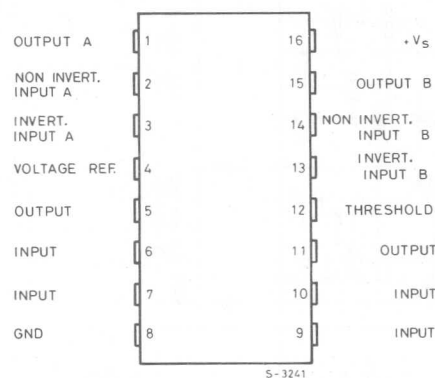 OUTPUT A 1 16 +VS
NON INVERT.
INPUT A 2 15 OUTPUT B
INVERT.
INPUT A 3 14 NON INVERT.
INPUT B
VOLTAGE REF. 4 13 INVERT.
INPUT B
OUTPUT 5 12 THRESHOLD
INPUT 6 11 OUTPUT
INPUT 7 10 INPUT
GND 8 9 INPUT
S-3241